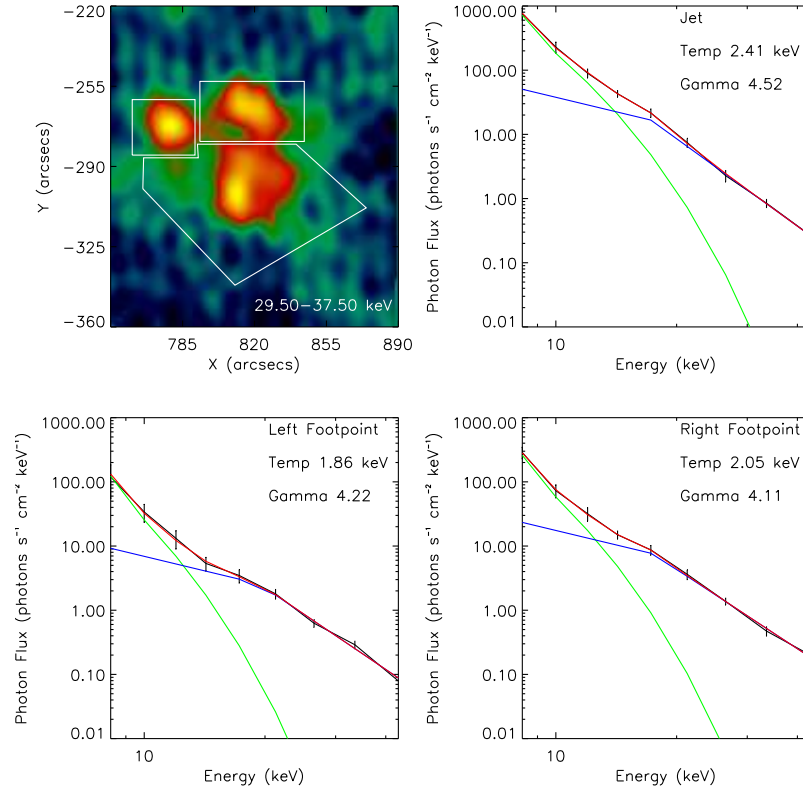 −220
−255
−290
−325
−360
Y (arcsecs)
29.50−37.50 keV
785 820 855 890
X (arcsecs)
1000.00
100.00
10.00
1.00
0.10
0.01
Photon Flux (photons s⁻¹ cm⁻² keV⁻¹)
Jet
Temp 2.41 keV
Gamma 4.52
10
Energy (keV)
1000.00
100.00
10.00
1.00
0.10
0.01
Photon Flux (photons s⁻¹ cm⁻² keV⁻¹)
Left Footpoint
Temp 1.86 keV
Gamma 4.22
10
Energy (keV)
1000.00
100.00
10.00
1.00
0.10
0.01
Photon Flux (photons s⁻¹ cm⁻² keV⁻¹)
Right Footpoint
Temp 2.05 keV
Gamma 4.11
10
Energy (keV)